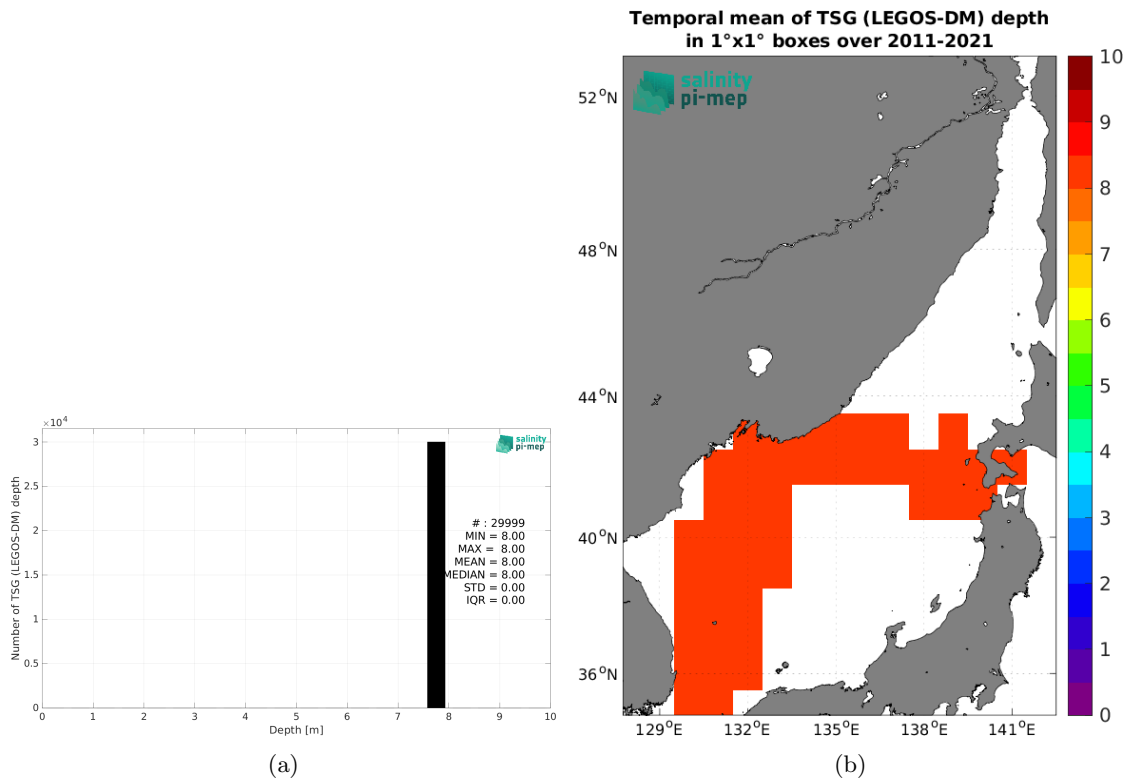 ×10⁴
3
2.5
2
1.5
1
0.5
0
0 1 2 3 4 5 6 7 8 9 10
Number of TSG (LEGOS-DM) depth
Depth [m]
salinity
pi-mep
# : 29999
MIN = 8.00
MAX = 8.00
MEAN = 8.00
MEDIAN = 8.00
STD = 0.00
IQR = 0.00
(a)
Temporal mean of TSG (LEGOS-DM) depth
in 1°x1° boxes over 2011-2021
salinity
pi-mep
52°N
48°N
44°N
40°N
36°N
129°E 132°E 135°E 138°E 141°E
10
9
8
7
6
5
4
3
2
1
0
(b)